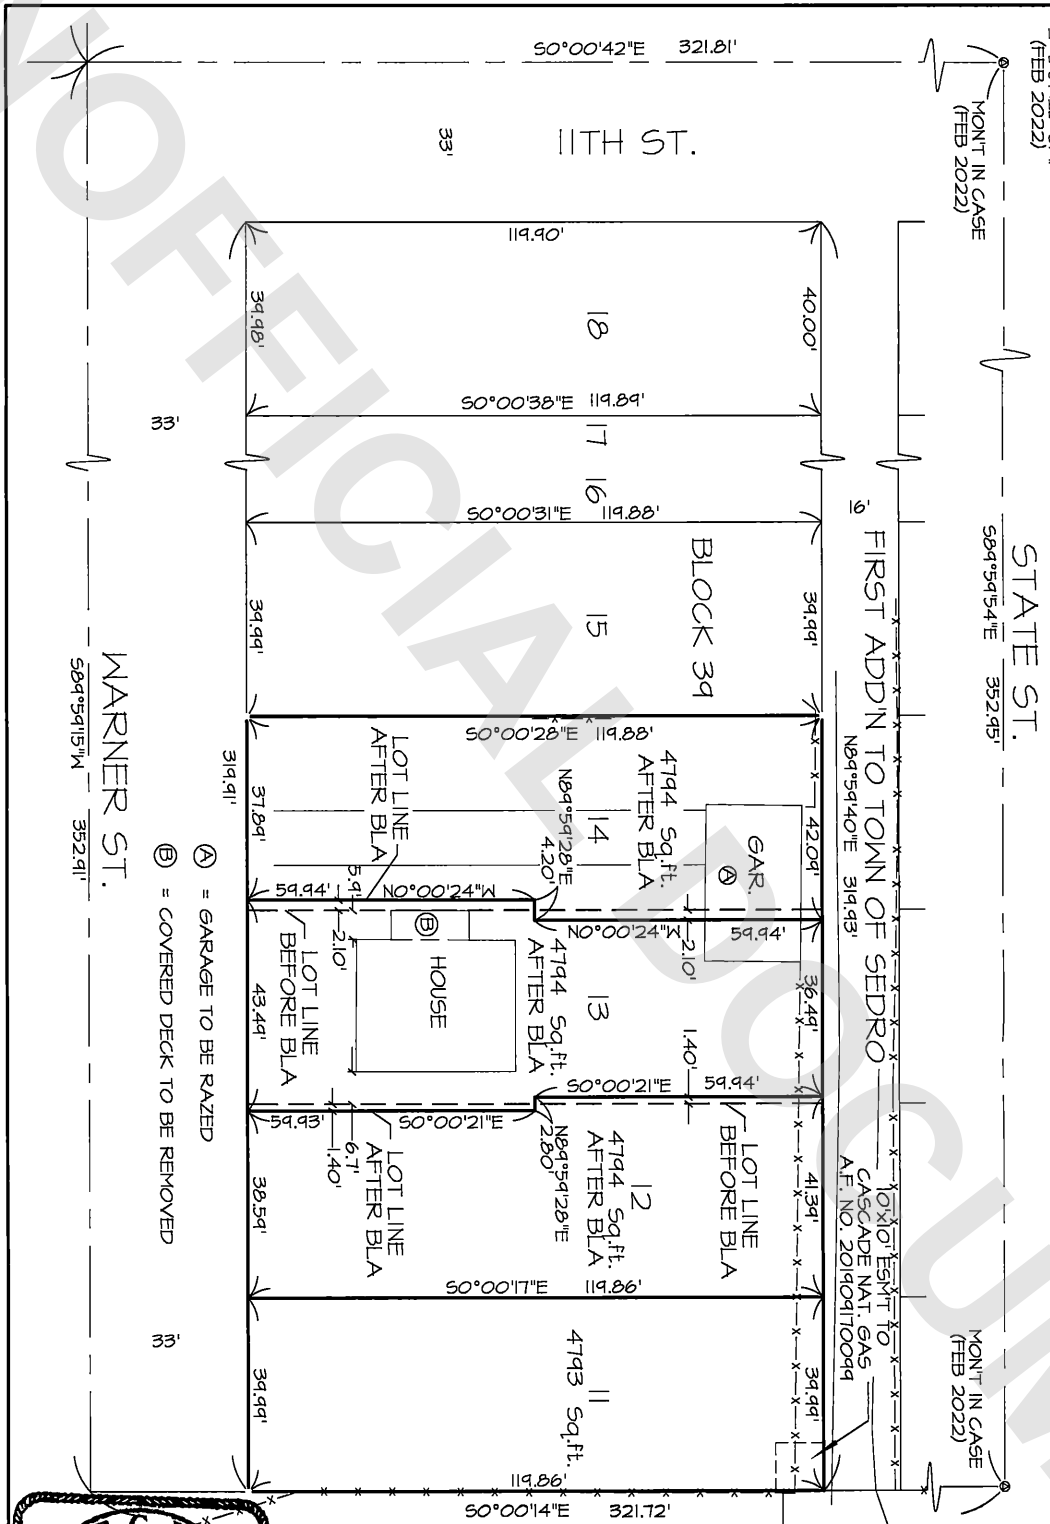 (FEB 2022)
MON'T IN CASE
(FEB 2022)
STATE ST.
S89°59'54"E 352.95'
MON'T IN CASE
(FEB 2022)
S0°00'42"E 321.81'
11TH ST.
33'
16'
FIRST ADD'N TO TOWN OF SEDRO
N89°59'40"E 319.93'
10'X10' ESM'T TO
CASCADE NAT. GAS
A.F. NO. 201909170099
40.00'
39.99'
42.09'
36.49'
41.39'
39.99'
BLOCK 39
119.90'
18
S0°00'38"E 119.89'
17
16
S0°00'31"E 119.88'
15
S0°00'28"E 119.88'
14
4794 Sq.ft.
AFTER BLA
GAR.
A
N89°59'28"E
4.20'
LOT LINE
AFTER BLA
59.94'
N0°00'24"W
N0°00'24"W
59.94'
5.9'
2.10'
2.10'
B
HOUSE
LOT LINE
BEFORE BLA
13
4794 Sq.ft.
AFTER BLA
1.40'
S0°00'21"E 59.94'
59.93'
S0°00'21"E
N89°59'28"E
2.80'
6.7'
1.40'
LOT LINE
AFTER BLA
LOT LINE
BEFORE BLA
12
4794 Sq.ft.
AFTER BLA
S0°00'17"E 119.86'
11
4793 Sq.ft.
119.86'
S0°00'14"E 321.72'
39.98'
39.99'
37.89'
43.49'
38.59'
39.99'
319.91'
33'
33'
WARNER ST.
S89°59'15"W 352.91'
A = GARAGE TO BE RAZED
B = COVERED DECK TO BE REMOVED
NOFFICIAL DOCUM